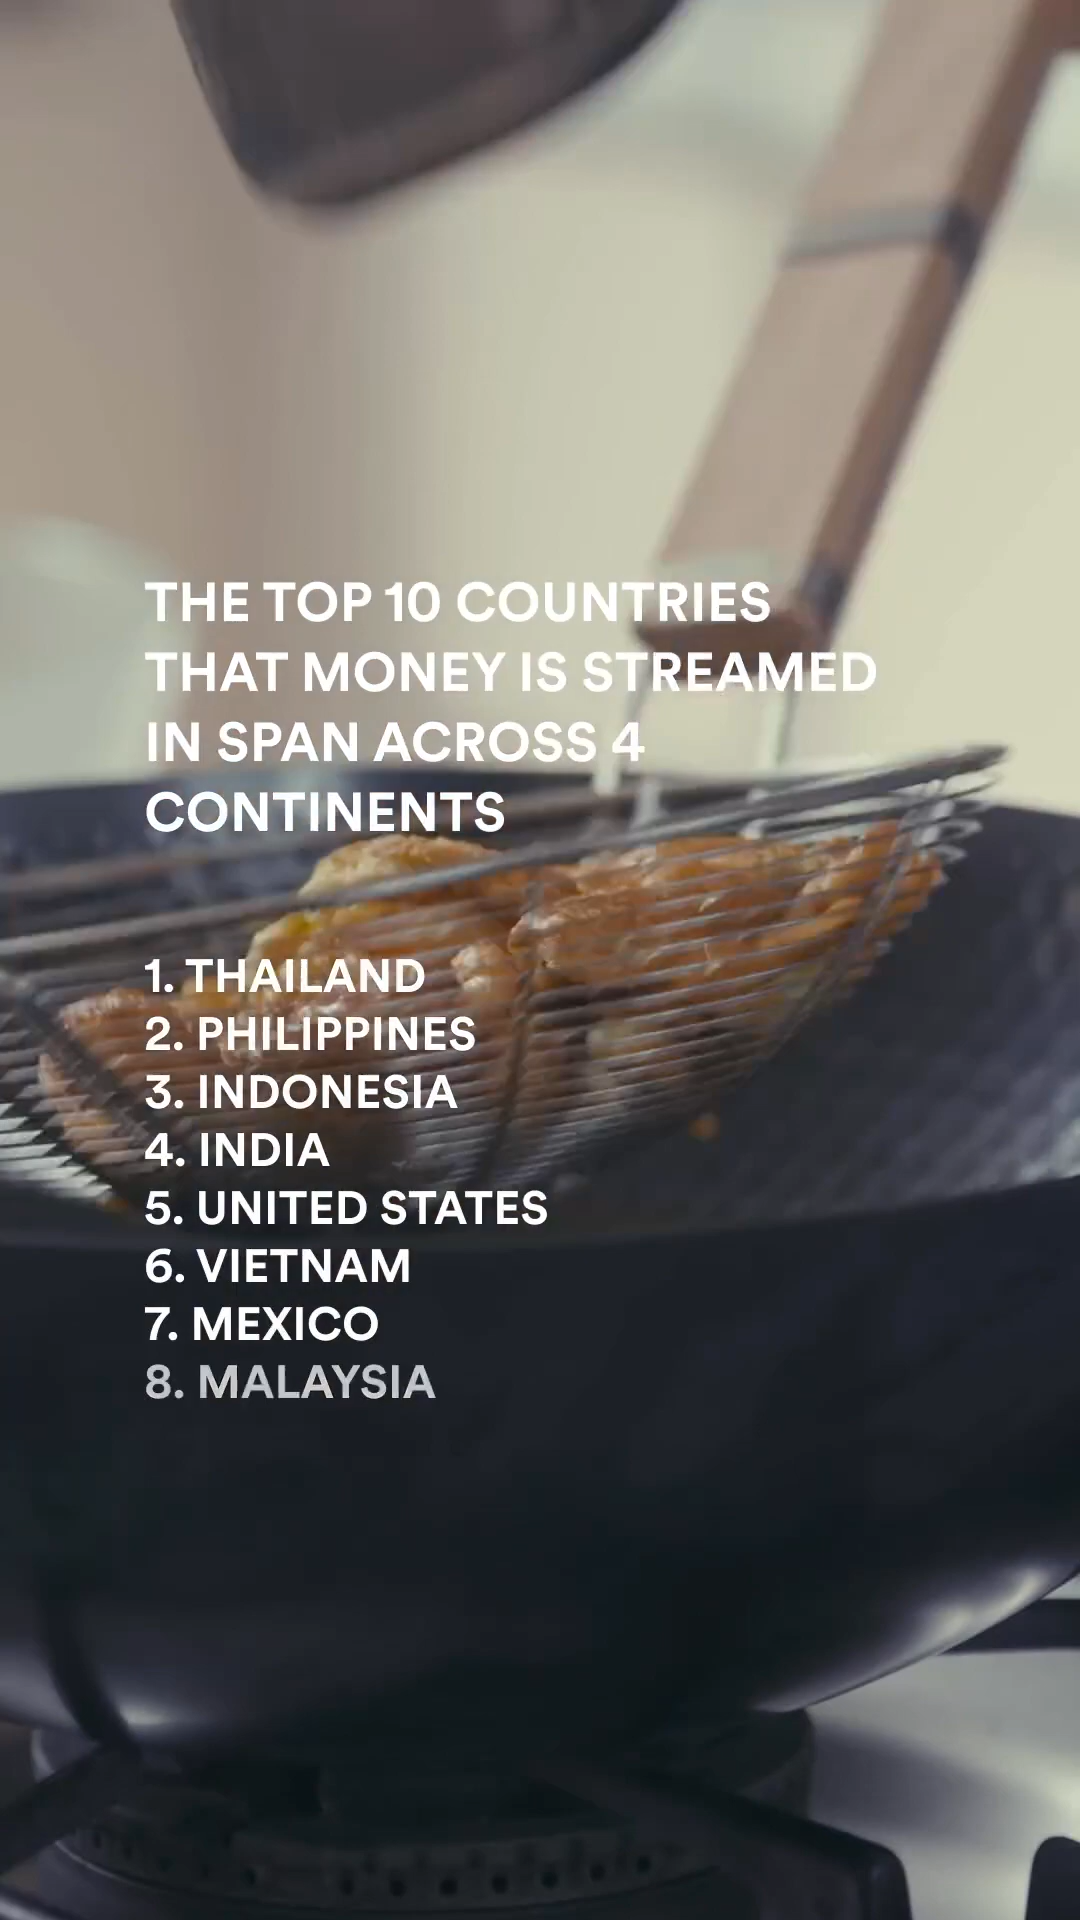 THE TOP 10 COUNTRIES
THAT MONEY IS STREAMED
IN SPAN ACROSS 4
CONTINENTS
1. THAILAND
2. PHILIPPINES
3. INDONESIA
4. INDIA
5. UNITED STATES
6. VIETNAM
7. MEXICO
8. MALAYSIA